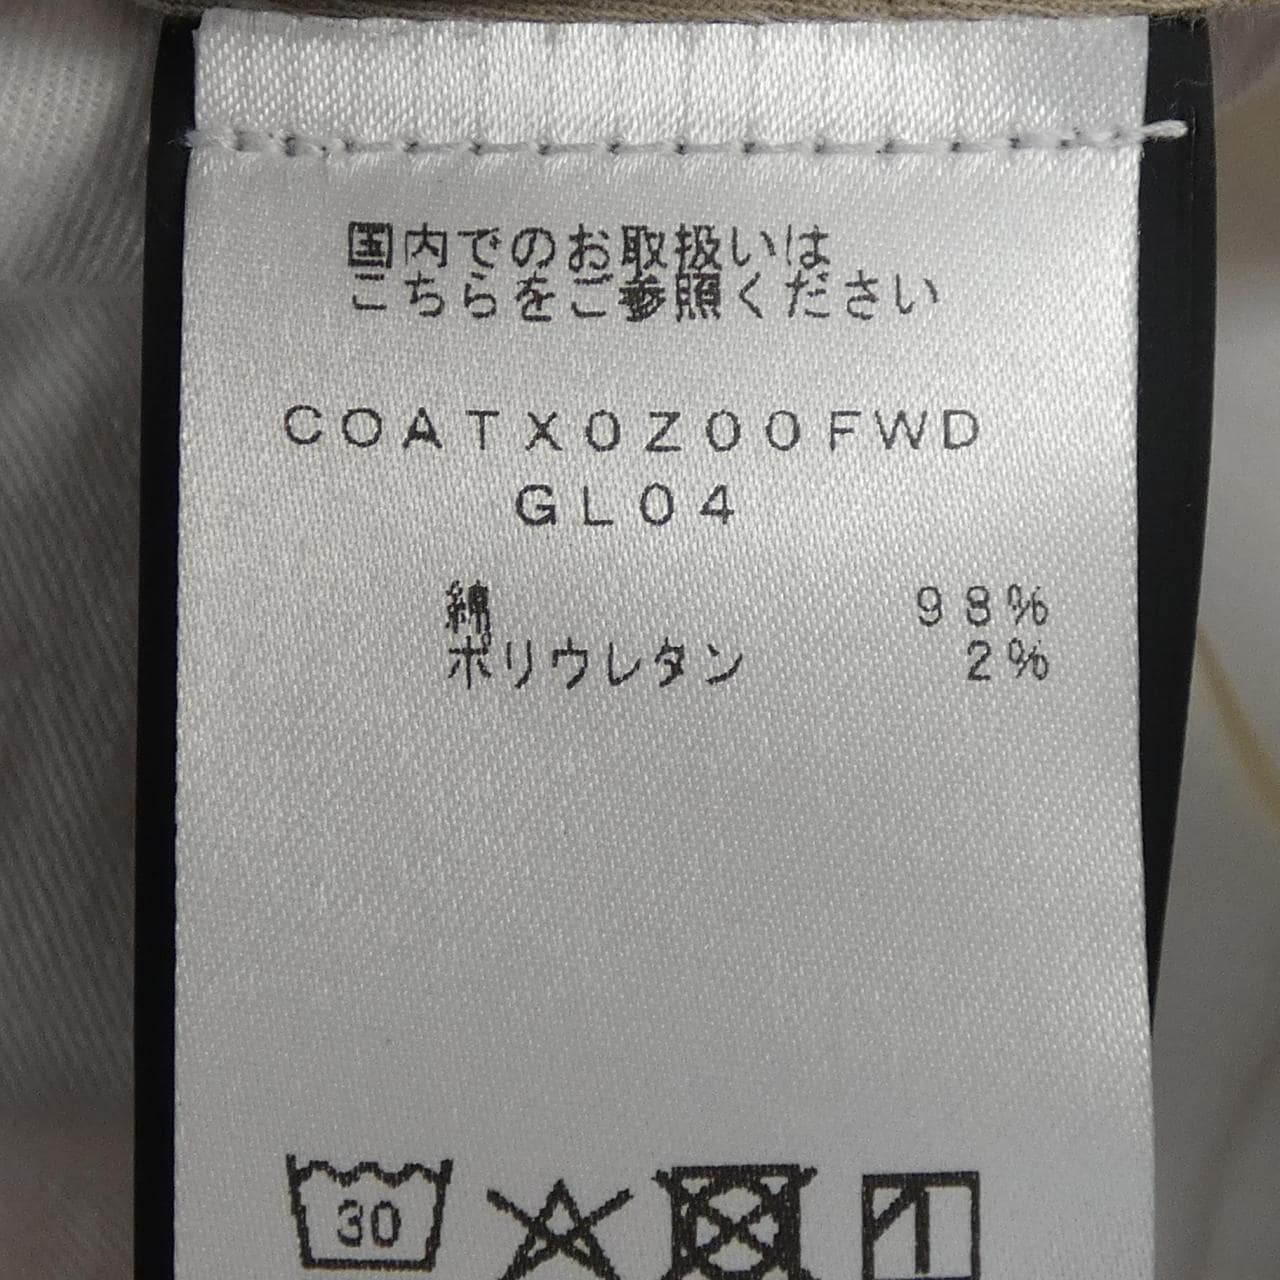 国内でのお取扱いは
こちらをご参照ください
COATX0Z00FWD
GL04
綿 98%
ポリウレタン 2%
30